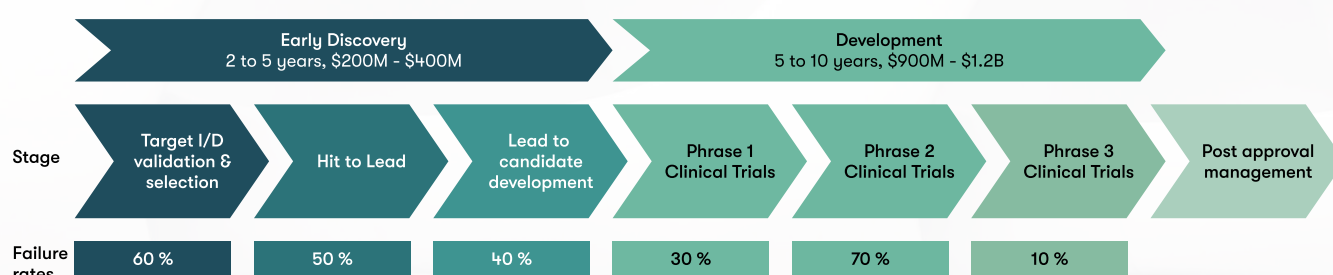 Early Discovery
2 to 5 years, $200M - $400M
Development
5 to 10 years, $900M - $1.2B
Stage
Target I/D
validation &
selection
Hit to Lead
Lead to
candidate
development
Phrase 1
Clinical Trials
Phrase 2
Clinical Trials
Phrase 3
Clinical Trials
Post approval
management
Failure
rates
60 %
50 %
40 %
30 %
70 %
10 %